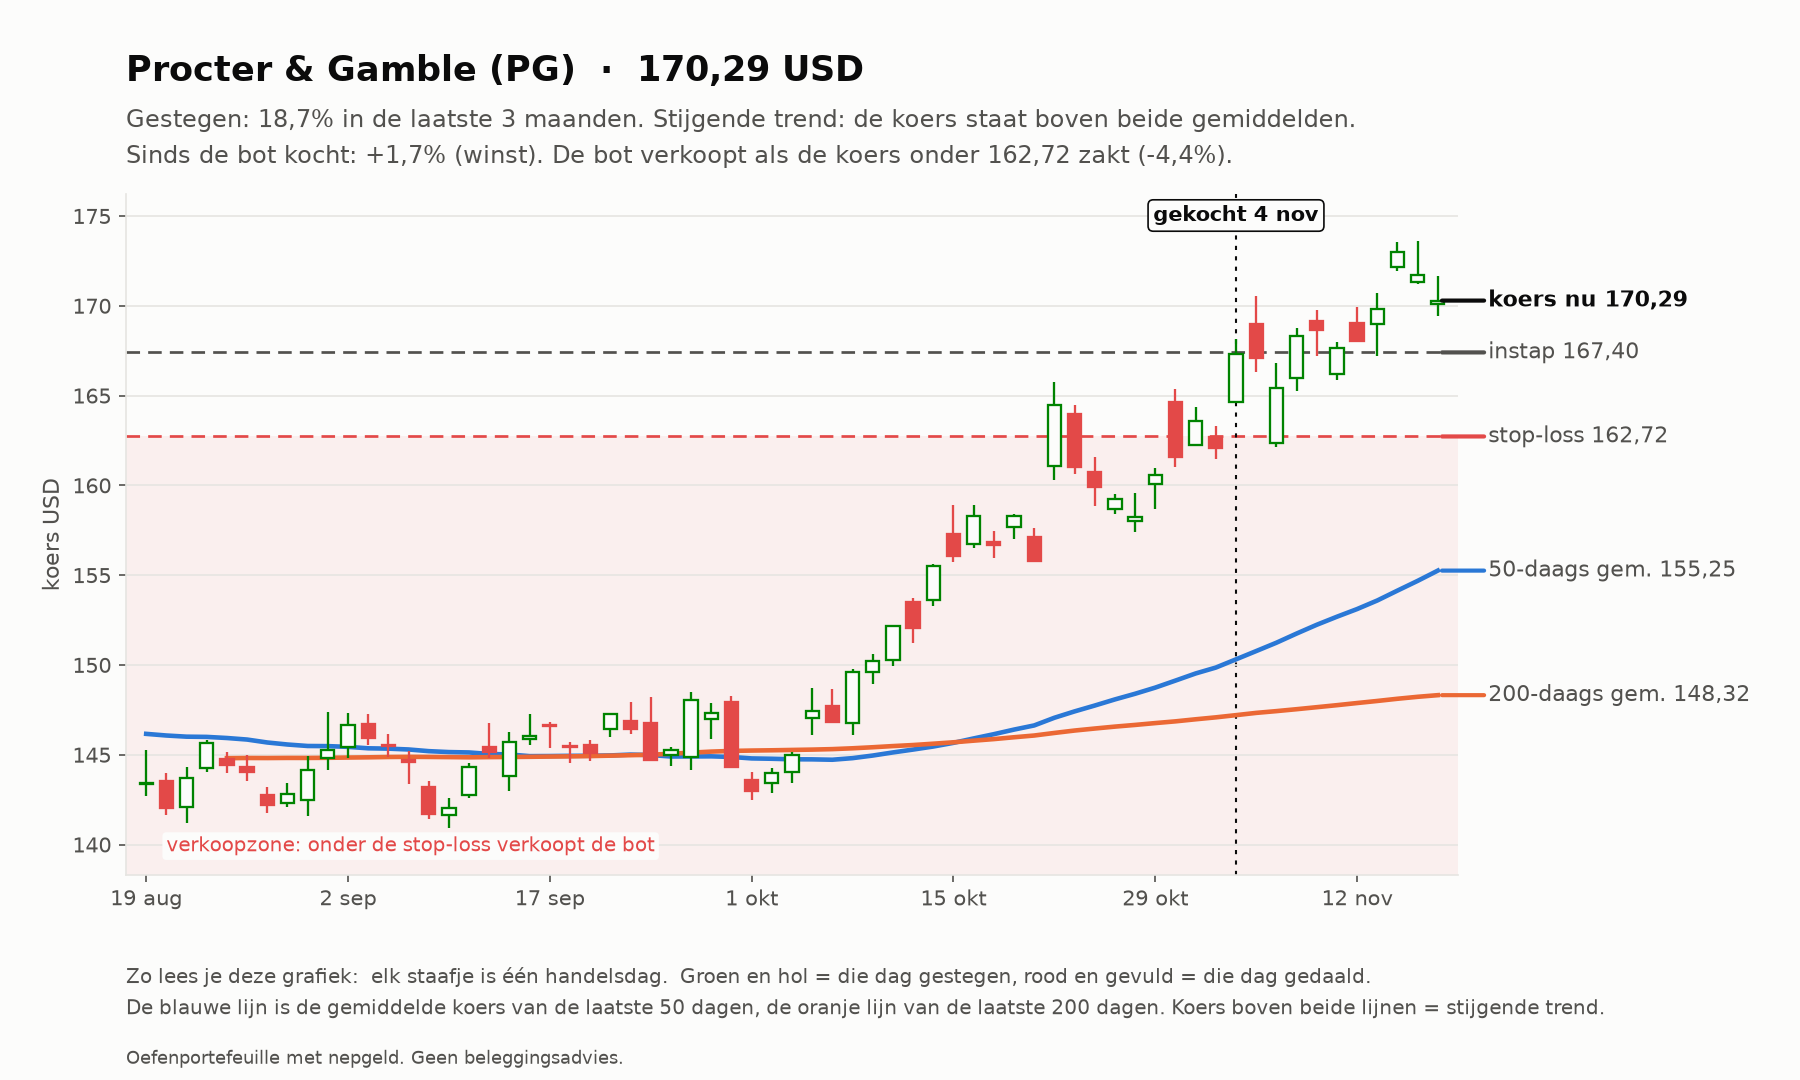 Procter & Gamble (PG) · 170,29 USD
Gestegen: 18,7% in de laatste 3 maanden. Stijgende trend: de koers staat boven beide gemiddelden.
Sinds de bot kocht: +1,7% (winst). De bot verkoopt als de koers onder 162,72 zakt (-4,4%).
gekocht 4 nov
175
170
165
160
155
150
145
140
koers USD
koers nu 170,29
instap 167,40
stop-loss 162,72
50-daags gem. 155,25
200-daags gem. 148,32
verkoopzone: onder de stop-loss verkoopt de bot
19 aug
2 sep
17 sep
1 okt
15 okt
29 okt
12 nov
Zo lees je deze grafiek: elk staafje is één handelsdag. Groen en hol = die dag gestegen, rood en gevuld = die dag gedaald.
De blauwe lijn is de gemiddelde koers van de laatste 50 dagen, de oranje lijn van de laatste 200 dagen. Koers boven beide lijnen = stijgende trend.
Oefenportefeuille met nepgeld. Geen beleggingsadvies.